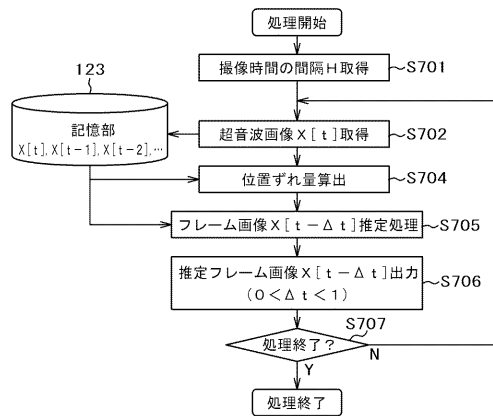 処理開始
撮像時間の間隔H取得
S701
123
記憶部
X[t], X[t-1], X[t-2], …
超音波画像X[t]取得
S702
位置ずれ量算出
S704
フレーム画像X[t-Δt]推定処理
S705
推定フレーム画像X[t-Δt]出力
(0<Δt<1)
S706
S707
処理終了?
N
Y
処理終了